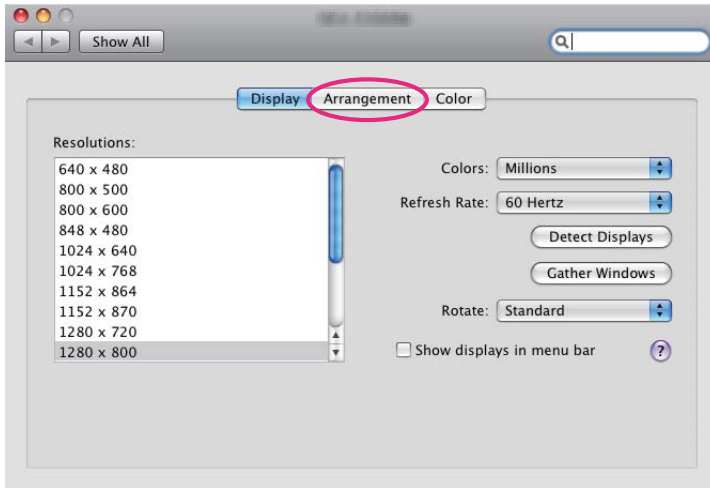 Show All
Display Arrangement Color
Resolutions:
640 x 480
800 x 500
800 x 600
848 x 480
1024 x 640
1024 x 768
1152 x 864
1152 x 870
1280 x 720
1280 x 800
Colors: Millions
Refresh Rate: 60 Hertz
Detect Displays
Gather Windows
Rotate: Standard
Show displays in menu bar ?